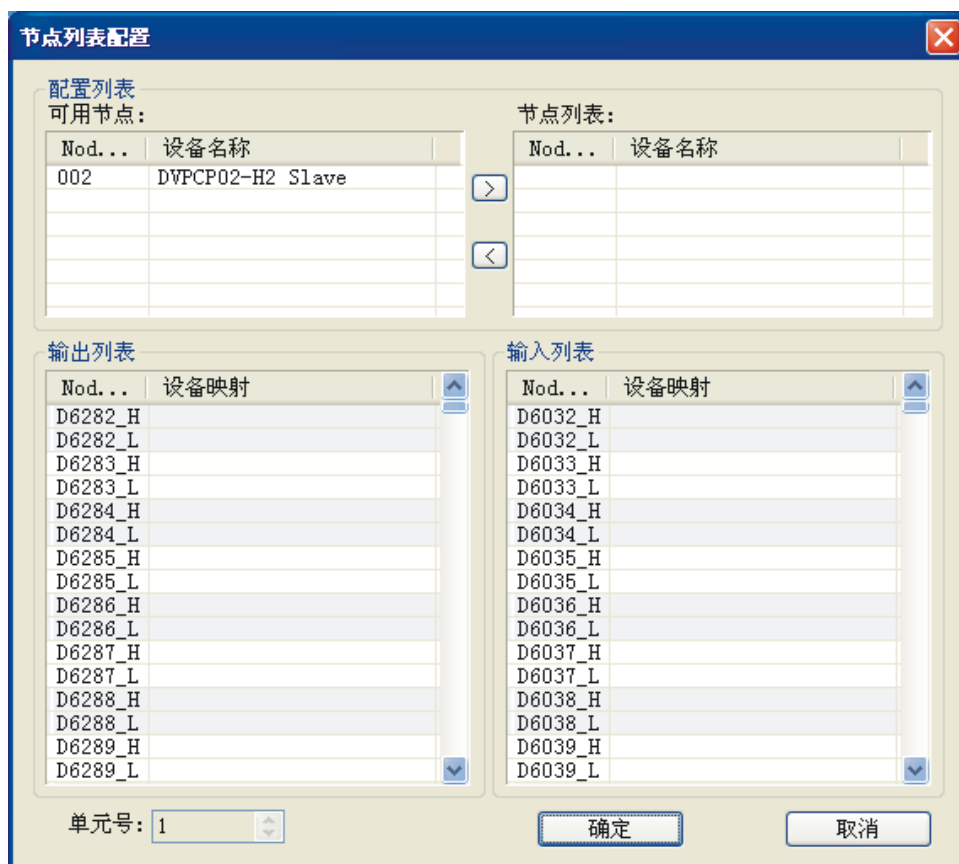 节点列表配置
配置列表
可用节点:
Nod... 设备名称
002 DVPCP02-H2 Slave
>
<
节点列表:
Nod... 设备名称
输出列表
Nod... 设备映射
D6282_H
D6282_L
D6283_H
D6283_L
D6284_H
D6284_L
D6285_H
D6285_L
D6286_H
D6286_L
D6287_H
D6287_L
D6288_H
D6288_L
D6289_H
D6289_L
输入列表
Nod... 设备映射
D6032_H
D6032_L
D6033_H
D6033_L
D6034_H
D6034_L
D6035_H
D6035_L
D6036_H
D6036_L
D6037_H
D6037_L
D6038_H
D6038_L
D6039_H
D6039_L
单元号: 1
确定
取消